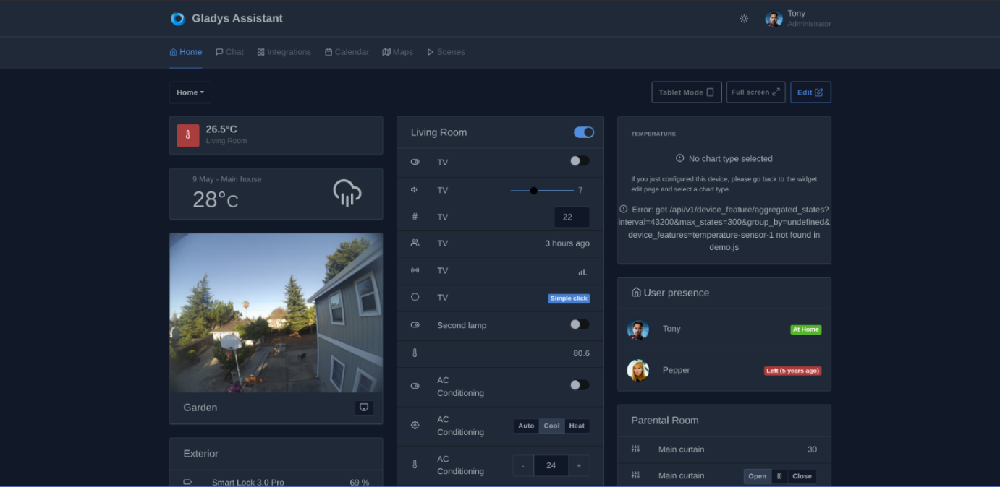 Gladys Assistant
Tony
Administrator
Home
Chat
Integrations
Calendar
Maps
Scenes
Home
Tablet Mode
Full screen
Edit
26.5°C
Living Room
9 May - Main house
28°C
Garden
Exterior
Smart Lock 3.0 Pro
69 %
Living Room
TV
TV
7
TV
22
TV
3 hours ago
TV
TV
Simple click
Second lamp
80.6
AC
Conditioning
AC
Conditioning
Auto
Cool
Heat
AC
Conditioning
-
24
+
TEMPERATURE
No chart type selected
If you just configured this device, please go back to the widget
edit page and select a chart type.
Error: get /api/v1/device_feature/aggregated_states?
interval=43200&max_states=300&group_by=undefined&
device_features=temperature-sensor-1 not found in
demo.js
User presence
Tony
At Home
Pepper
Left (5 years ago)
Parental Room
Main curtain
30
Main curtain
Open
Close